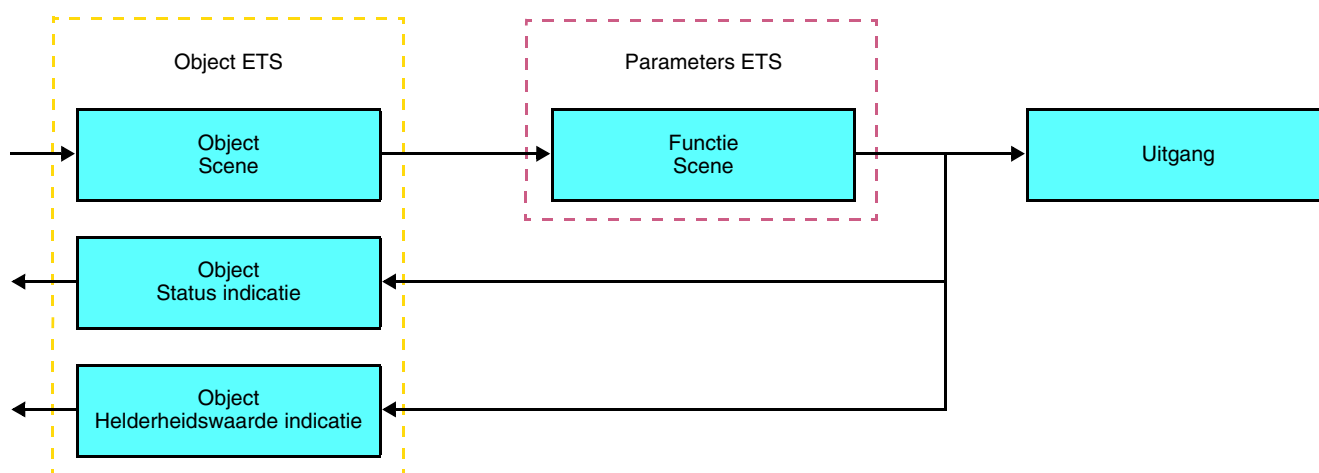 Object ETS
Parameters ETS
Object
Scene
Functie
Scene
Uitgang
Object
Status indicatie
Object
Helderheidswaarde indicatie